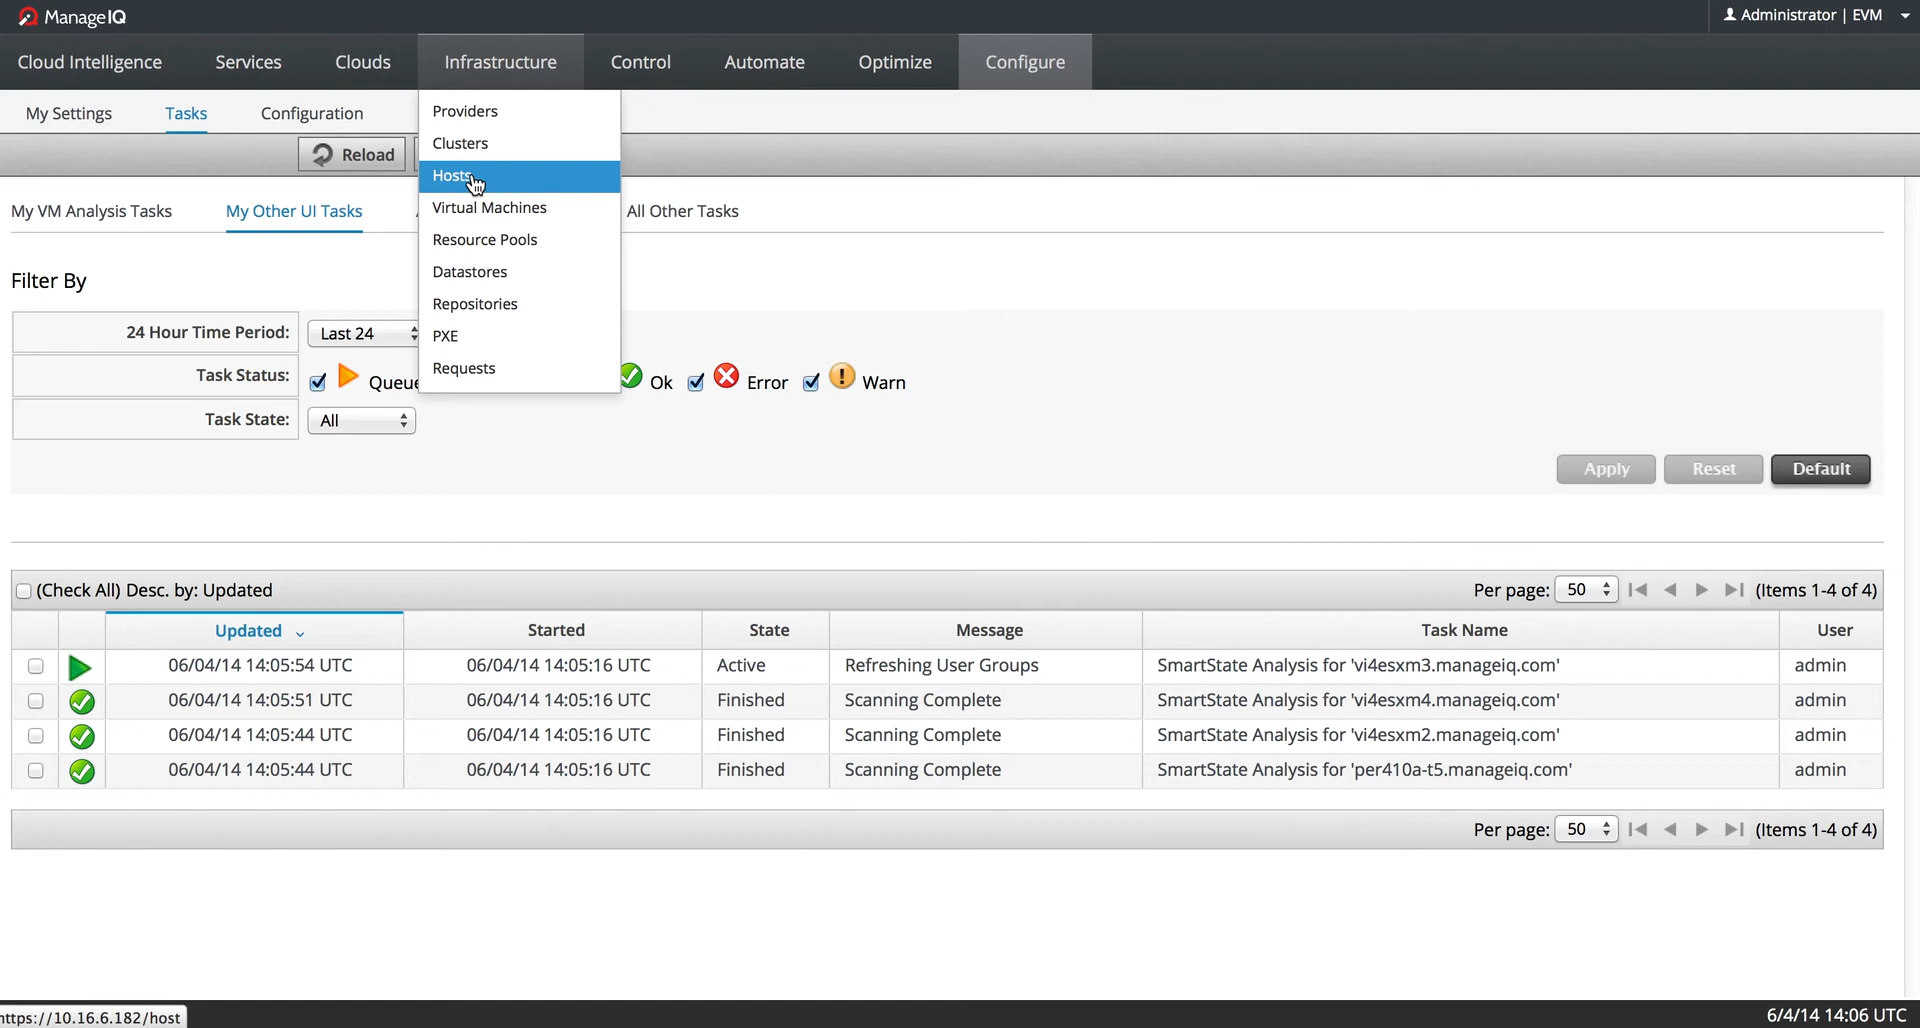 ManageIQ
Administrator | EVM
Cloud Intelligence Services Clouds Infrastructure Control Automate Optimize Configure
My Settings Tasks Configuration
Providers
Clusters
Hosts
Virtual Machines
Resource Pools
Datastores
Repositories
PXE
Requests
Reload
My VM Analysis Tasks My Other UI Tasks All Other Tasks
Filter By
24 Hour Time Period: Last 24
Task Status: Ok Error Warn
Task State: All
Apply Reset Default
(Check All) Desc. by: Updated Per page: 50 (Items 1-4 of 4)
Updated Started State Message Task Name User
06/04/14 14:05:54 UTC 06/04/14 14:05:16 UTC Active Refreshing User Groups SmartState Analysis for 'vi4esxm3.manageiq.com' admin
06/04/14 14:05:51 UTC 06/04/14 14:05:16 UTC Finished Scanning Complete SmartState Analysis for 'vi4esxm4.manageiq.com' admin
06/04/14 14:05:44 UTC 06/04/14 14:05:16 UTC Finished Scanning Complete SmartState Analysis for 'vi4esxm2.manageiq.com' admin
06/04/14 14:05:44 UTC 06/04/14 14:05:16 UTC Finished Scanning Complete SmartState Analysis for 'per410a-t5.manageiq.com' admin
Per page: 50 (Items 1-4 of 4)
https://10.16.6.182/host
6/4/14 14:06 UTC